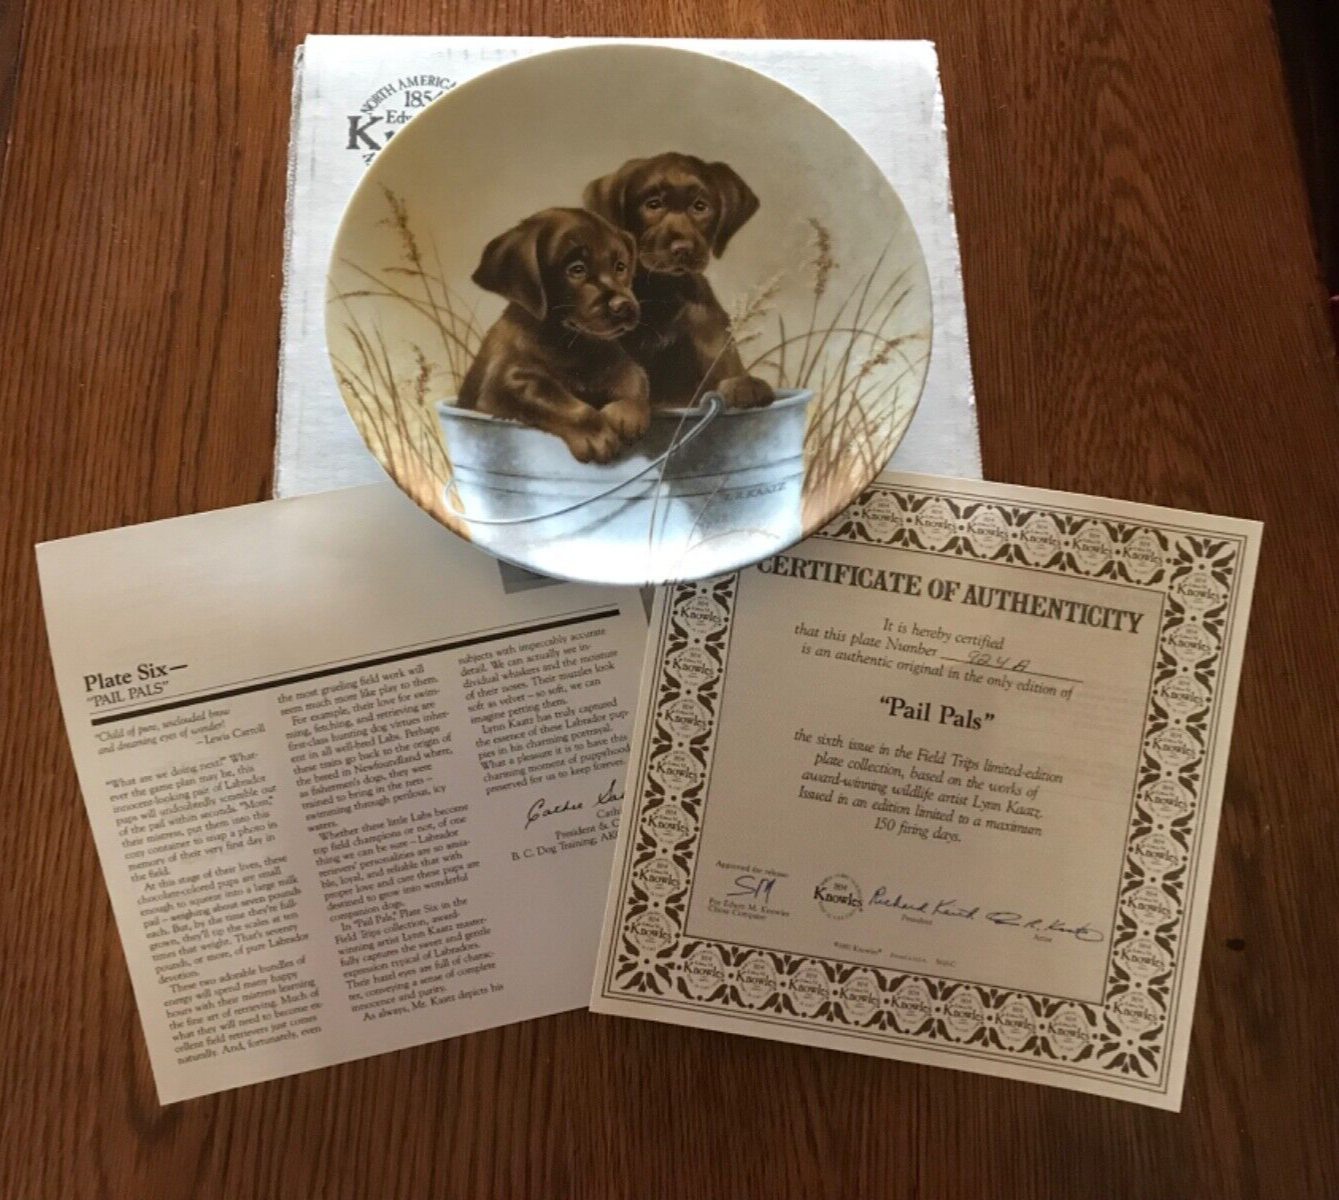 NORTH AMERICA
1854
Edw
K
L. R. KAATZ
Plate Six—
"PAIL PALS"
"Child of pure, unclouded brow
and dreaming eyes of wonder!
– Lewis Carroll
"What are we doing next?" What-
ever the game plan may be, this
innocent-looking pair of Labrador
pups will undoubtedly scramble out
of the pail within seconds. "Mom,"
their mistress, put them into this
cozy container to snap a photo in
memory of their very first day in
the field.
At this stage of their lives, these
chocolate-colored pups are small
enough to squeeze into a large milk
pail – weighing about seven pounds
each. But, by the time they're full-
grown, they'll tip the scales at ten
times that weight. That's seventy
pounds, or more, of pure Labrador
devotion.
These two adorable bundles of
energy will spend many happy
hours with their mistress learning
the fine art of retrieving. Much of
what they will need to become ex-
cellent field retrievers just comes
naturally. And, fortunately, even
the most grueling field work will
seem much more like play to them.
For example, their love for swim-
ming, fetching, and retrieving are
first-class hunting dog virtues inher-
ent in all well-bred Labs. Perhaps
these traits go back to the origin of
the breed in Newfoundland where,
as fishermen's dogs, they were
trained to bring in the nets –
swimming through perilous, icy
waters.
Whether these little Labs become
top field champions or not, of one
thing we can be sure – Labrador
retrievers' personalities are so amia-
ble, loyal, and reliable that with
proper love and care these pups are
destined to grow into wonderful
companion dogs.
In "Pail Pals," Plate Six in the
Field Trips collection, award-
winning artist Lynn Kaatz master-
fully captures the sweet and gentle
expression typical of Labradors.
Their hazel eyes are full of charac-
ter, conveying a sense of complete
innocence and purity.
As always, Mr. Kaatz depicts his
subjects with impeccably accurate
detail. We can actually see in-
dividual whiskers and the moisture
of their noses. Their muzzles look
soft as velvet – so soft, we can
imagine petting them.
Lynn Kaatz has truly captured
the essence of these Labrador pup-
pies in his charming portrayal.
What a pleasure it is to have this
charming moment of puppyhood
preserved for us to keep forever.
Cathie
Cathi
President & C
B. C. Dog Training, AK
CERTIFICATE OF AUTHENTICITY
It is hereby certified
that this plate Number 924A
is an authentic original in the only edition of
"Pail Pals"
the sixth issue in the Field Trips limited-edition
plate collection, based on the works of
award-winning wildlife artist Lynn Kaatz.
Issued in an edition limited to a maximum
150 firing days.
Approved for release:
For Edwin M. Knowles
China Company
1854
Knowles
Richard Keith
President
Artist
Knowles